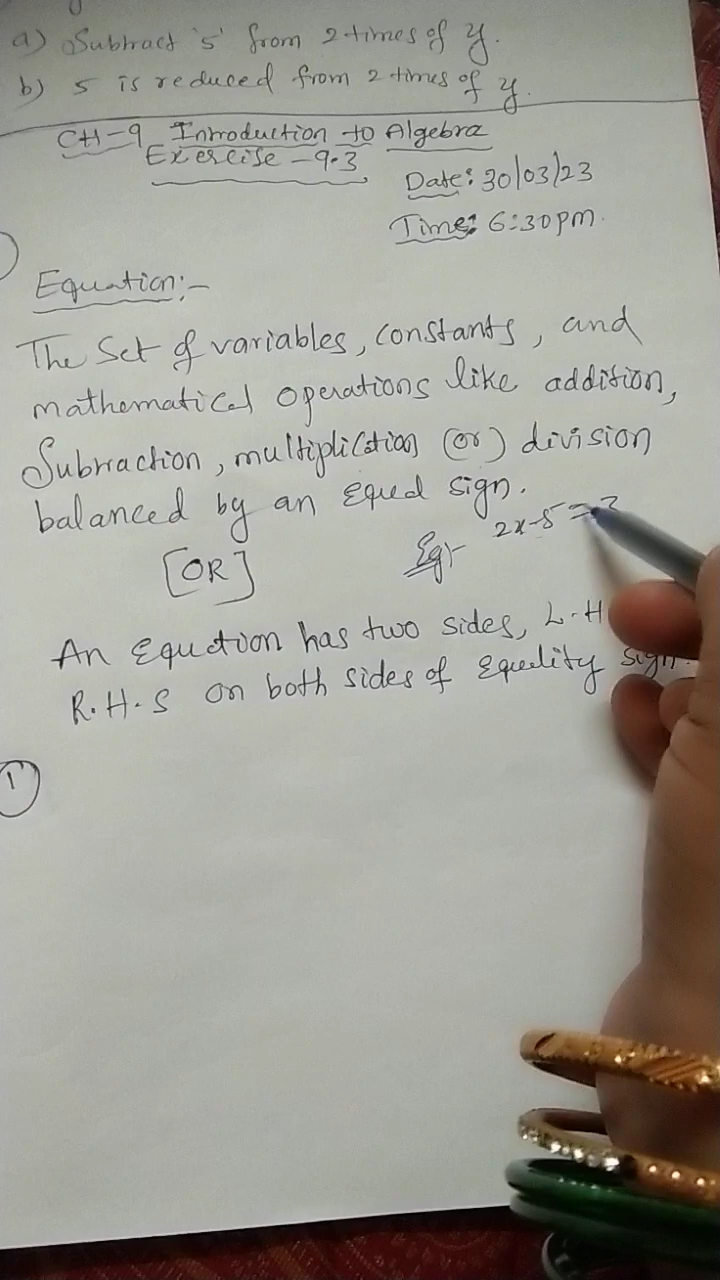 a) Subtract '5' from 2 times of y.
b) 5 is reduced from 2 times of y.
CH-9 Introduction to Algebra
Exercise - 9.3
Date: 30/03/23
Time: 6:30pm.
Equation:-
The Set of variables, constants, and
mathematical operations like addition,
Subtraction, multiplication (or) division
balanced by an equal sign.
[OR] Eg:- 2x-5=
An Equation has two sides, L.H
R.H.S on both sides of equality sign.
1